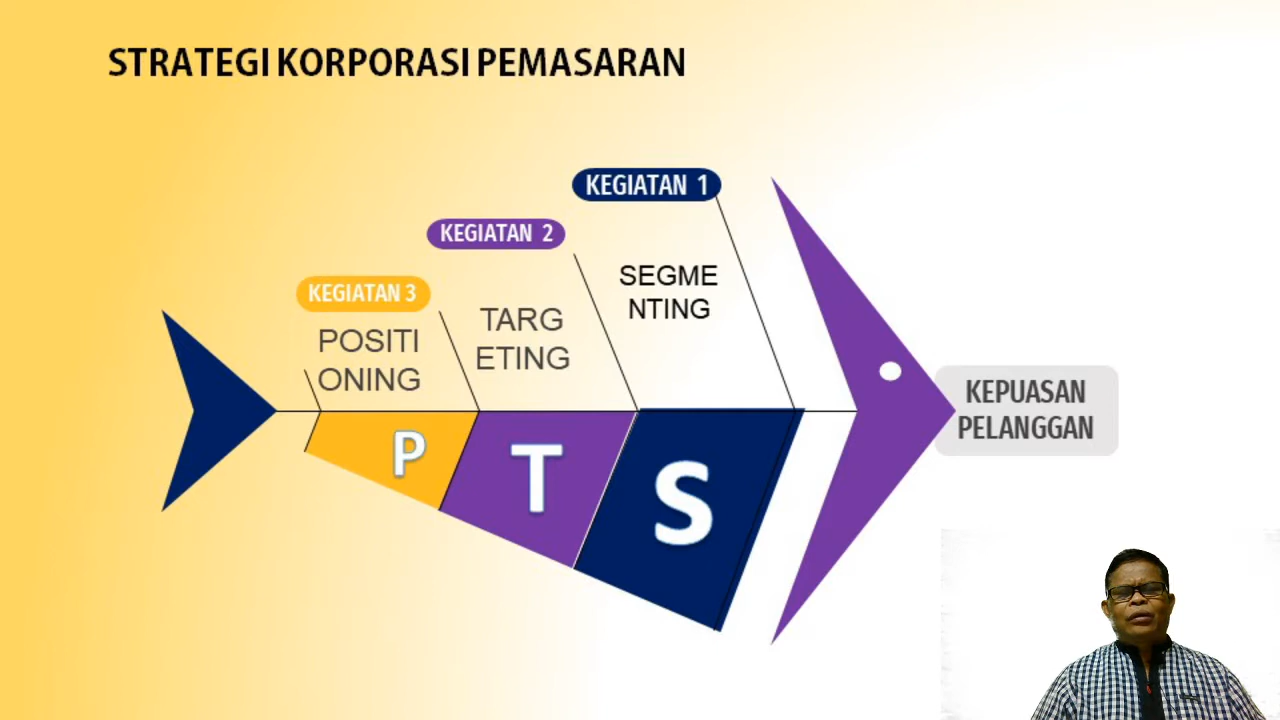 STRATEGI KORPORASI PEMASARAN
KEGIATAN 1
SEGME
NTING
KEGIATAN 2
TARG
ETING
KEGIATAN 3
POSITI
ONING
P
T
S
KEPUASAN
PELANGGAN